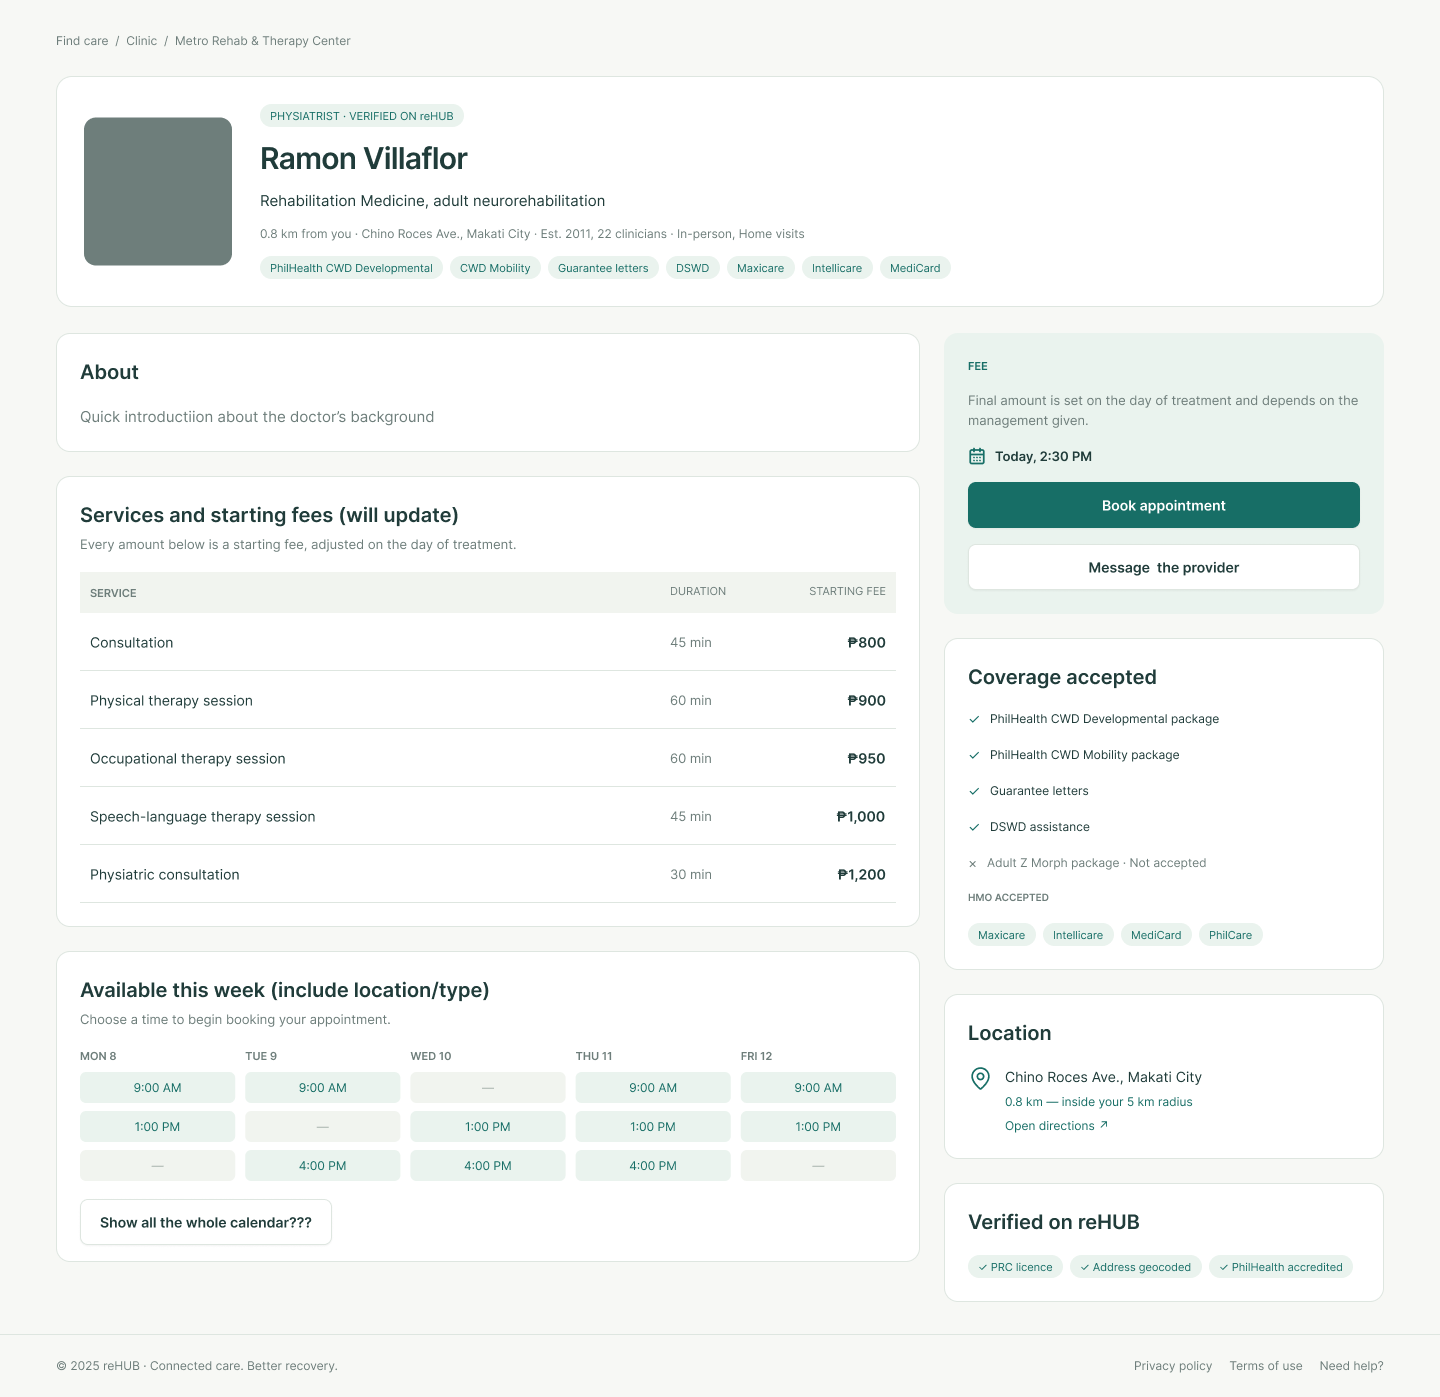 Find care / Clinic / Metro Rehab & Therapy Center
PHYSIATRIST · VERIFIED ON reHUB
Ramon Villaflor
Rehabilitation Medicine, adult neurorehabilitation
0.8 km from you · Chino Roces Ave., Makati City · Est. 2011, 22 clinicians · In-person, Home visits
PhilHealth CWD Developmental CWD Mobility Guarantee letters DSWD Maxicare Intellicare MediCard
About
Quick introductiion about the doctor’s background
Services and starting fees (will update)
Every amount below is a starting fee, adjusted on the day of treatment.
SERVICE DURATION STARTING FEE
Consultation 45 min ₱800
Physical therapy session 60 min ₱900
Occupational therapy session 60 min ₱950
Speech-language therapy session 45 min ₱1,000
Physiatric consultation 30 min ₱1,200
Available this week (include location/type)
Choose a time to begin booking your appointment.
MON 8 TUE 9 WED 10 THU 11 FRI 12
9:00 AM 9:00 AM — 9:00 AM 9:00 AM
1:00 PM — 1:00 PM 1:00 PM 1:00 PM
— 4:00 PM 4:00 PM 4:00 PM —
Show all the whole calendar???
FEE
Final amount is set on the day of treatment and depends on the
management given.
Today, 2:30 PM
Book appointment
Message the provider
Coverage accepted
✓ PhilHealth CWD Developmental package
✓ PhilHealth CWD Mobility package
✓ Guarantee letters
✓ DSWD assistance
× Adult Z Morph package · Not accepted
HMO ACCEPTED
Maxicare Intellicare MediCard PhilCare
Location
Chino Roces Ave., Makati City
0.8 km — inside your 5 km radius
Open directions ↗
Verified on reHUB
✓ PRC licence ✓ Address geocoded ✓ PhilHealth accredited
© 2025 reHUB · Connected care. Better recovery.
Privacy policy Terms of use Need help?